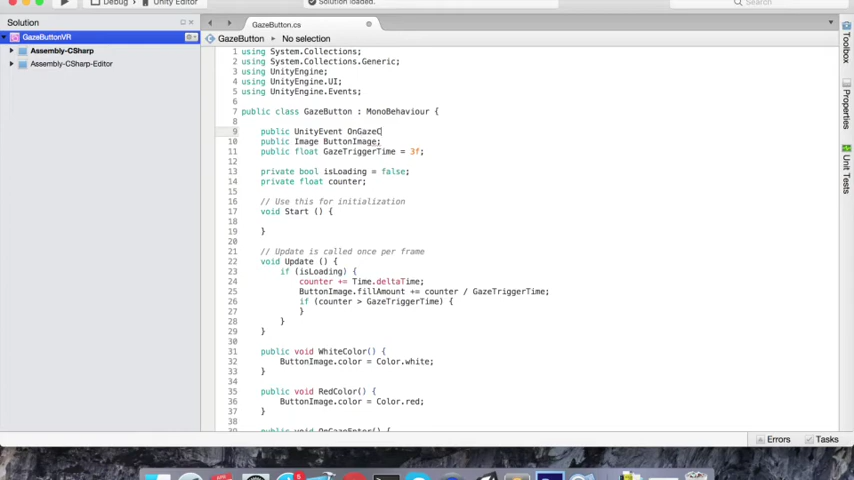 Debug
Unity Editor
Solution loaded.
Search
Solution
GazeButtonVR
Assembly-CSharp
Assembly-CSharp-Editor
GazeButton.cs
GazeButton
No selection
1 using System.Collections;
2 using System.Collections.Generic;
3 using UnityEngine;
4 using UnityEngine.UI;
5 using UnityEngine.Events;
6
7 public class GazeButton : MonoBehaviour {
8
9 public UnityEvent OnGazeC
10 public Image ButtonImage;
11 public float GazeTriggerTime = 3f;
12
13 private bool isLoading = false;
14 private float counter;
15
16 // Use this for initialization
17 void Start () {
18
19 }
20
21 // Update is called once per frame
22 void Update () {
23 if (isLoading) {
24 counter += Time.deltaTime;
25 ButtonImage.fillAmount += counter / GazeTriggerTime;
26 if (counter > GazeTriggerTime) {
27 }
28 }
29 }
30
31 public void WhiteColor() {
32 ButtonImage.color = Color.white;
33 }
34
35 public void RedColor() {
36 ButtonImage.color = Color.red;
37 }
38
39 public void OnGazeEnter() {
Toolbox
Properties
Unit Tests
Errors
Tasks